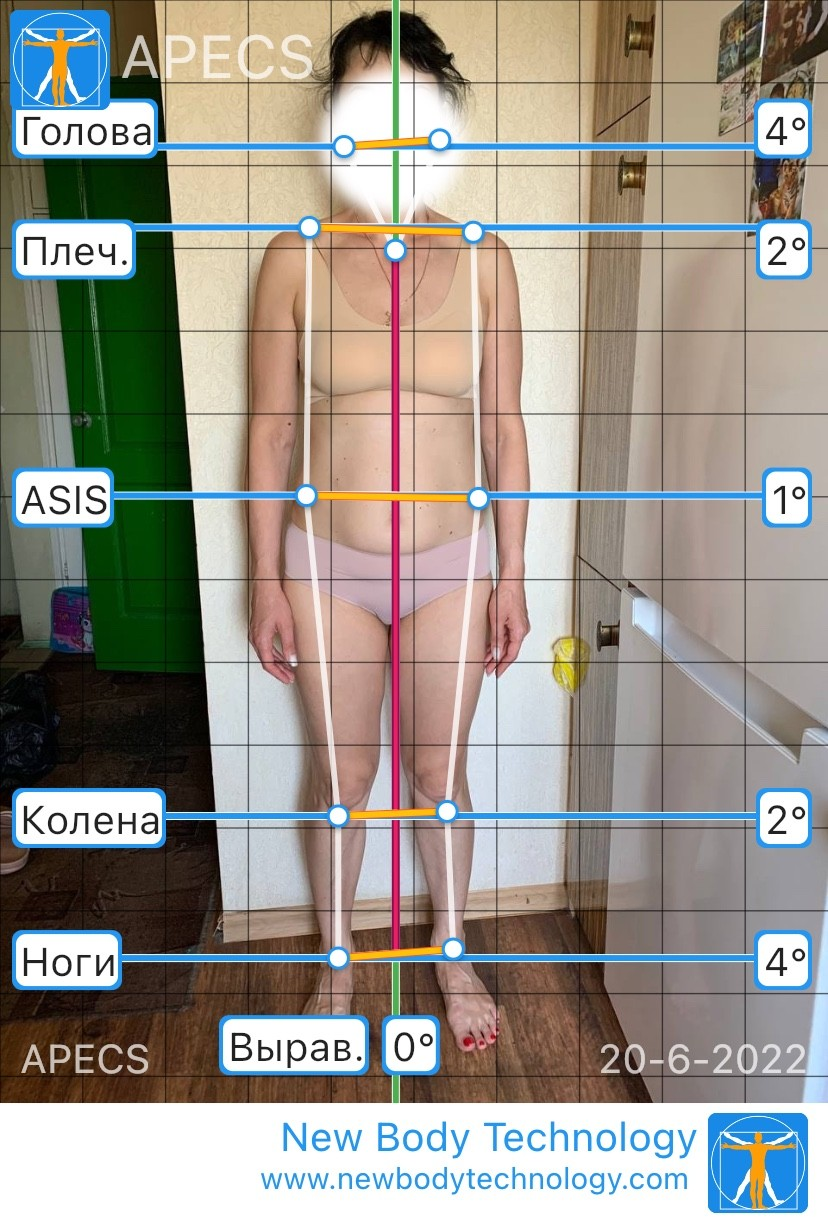 APECS
Голова 4°
Плеч. 2°
ASIS 1°
Колена 2°
Ноги 4°
Вырав. 0°
APECS 20-6-2022
New Body Technology
www.newbodytechnology.com